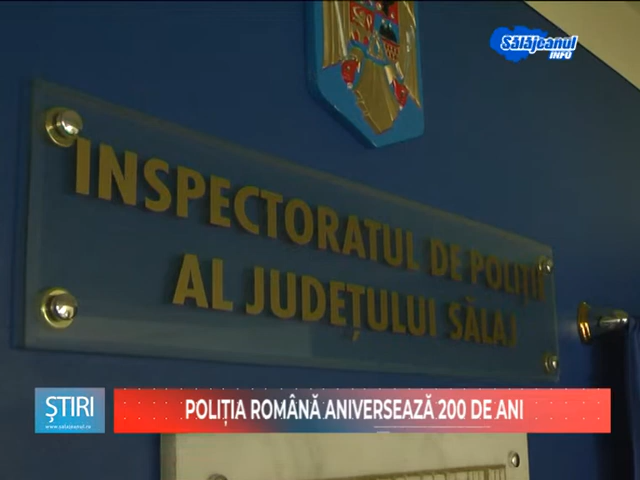 Sălăjeanul
INFO
INSPECTORATUL DE POLIȚIE
AL JUDEȚULUI SĂLAJ
ȘTIRI
www.salajeanul.ro
POLIȚIA ROMÂNĂ ANIVERSEAZĂ 200 DE ANI